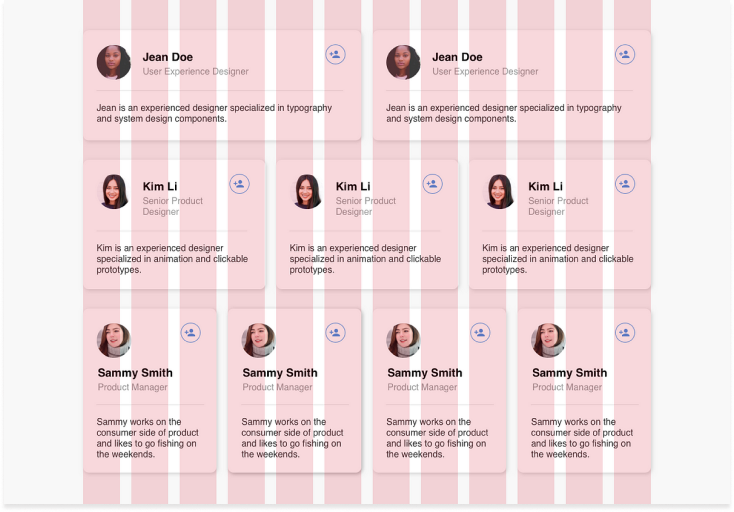 Jean Doe
User Experience Designer
Jean is an experienced designer specialized in typography
and system design components.
Jean Doe
User Experience Designer
Jean is an experienced designer specialized in typography
and system design components.
Kim Li
Senior Product
Designer
Kim is an experienced designer
specialized in animation and clickable
prototypes.
Kim Li
Senior Product
Designer
Kim is an experienced designer
specialized in animation and clickable
prototypes.
Kim Li
Senior Product
Designer
Kim is an experienced designer
specialized in animation and clickable
prototypes.
Sammy Smith
Product Manager
Sammy works on the
consumer side of product
and likes to go fishing on
the weekends.
Sammy Smith
Product Manager
Sammy works on the
consumer side of product
and likes to go fishing on
the weekends.
Sammy Smith
Product Manager
Sammy works on the
consumer side of product
and likes to go fishing on
the weekends.
Sammy Smith
Product Manager
Sammy works on the
consumer side of product
and likes to go fishing on
the weekends.